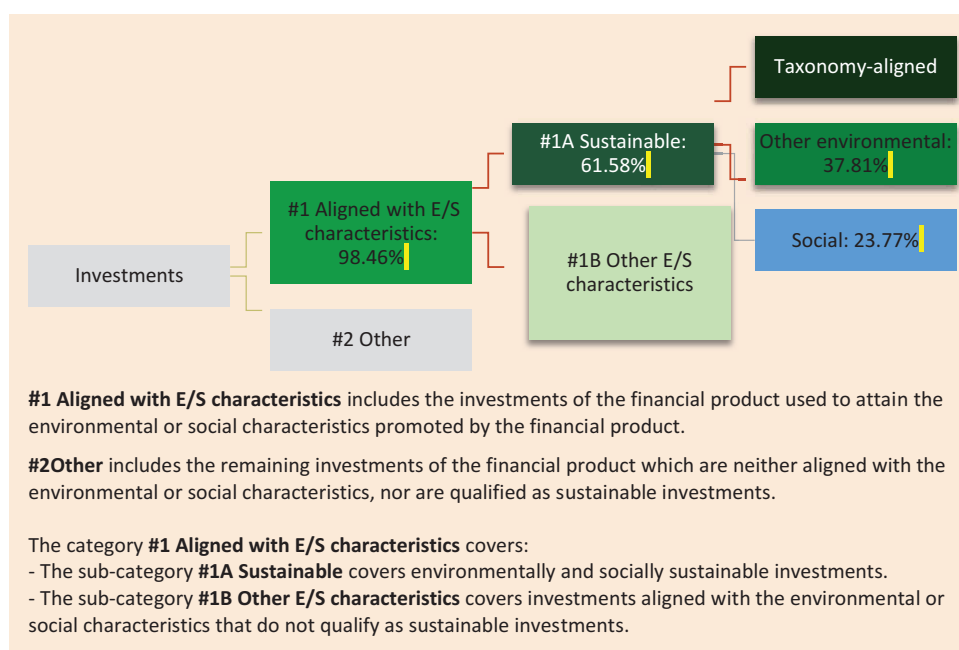 Taxonomy-aligned
#1A Sustainable:
61.58%
Other environmental:
37.81%
#1 Aligned with E/S
characteristics:
98.46%
Social: 23.77%
#1B Other E/S
characteristics
Investments
#2 Other
#1 Aligned with E/S characteristics includes the investments of the financial product used to attain the
environmental or social characteristics promoted by the financial product.
#2Other includes the remaining investments of the financial product which are neither aligned with the
environmental or social characteristics, nor are qualified as sustainable investments.
The category #1 Aligned with E/S characteristics covers:
- The sub-category #1A Sustainable covers environmentally and socially sustainable investments.
- The sub-category #1B Other E/S characteristics covers investments aligned with the environmental or
social characteristics that do not qualify as sustainable investments.